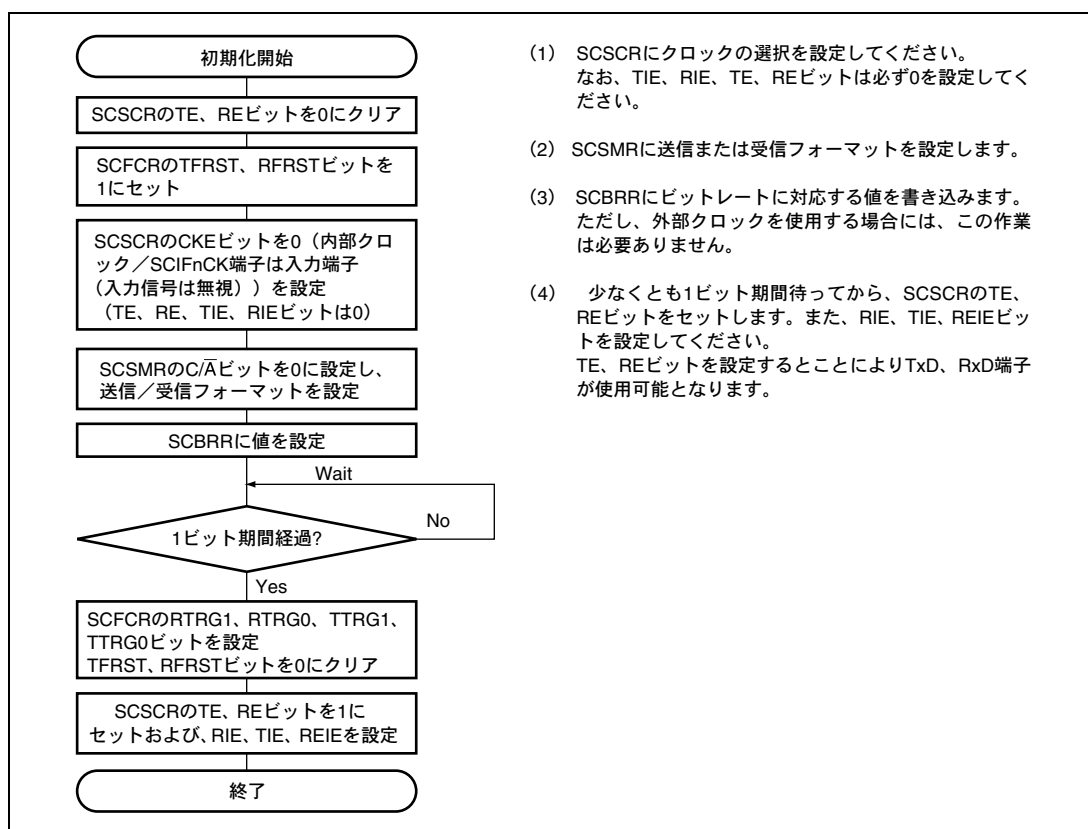 初期化開始
SCSCRのTE、REビットを0にクリア
SCFCRのTFRST、RFRSTビットを
1にセット
SCSCRのCKEビットを0（内部クロ
ック／SCIFnCK端子は入力端子
（入力信号は無視））を設定
（TE、RE、TIE、RIEビットは0）
SCSMRのC/A̅ビットを0に設定し、
送信／受信フォーマットを設定
SCBRRに値を設定
Wait
1ビット期間経過?
No
Yes
SCFCRのRTRG1、RTRG0、TTRG1、
TTRG0ビットを設定
TFRST、RFRSTビットを0にクリア
SCSCRのTE、REビットを1に
セットおよび、RIE、TIE、REIEを設定
終了
（1） SCSCRにクロックの選択を設定してください。
なお、TIE、RIE、TE、REビットは必ず0を設定してく
ださい。
（2） SCSMRに送信または受信フォーマットを設定します。
（3） SCBRRにビットレートに対応する値を書き込みます。
ただし、外部クロックを使用する場合には、この作業
は必要ありません。
（4） 少なくとも1ビット期間待ってから、SCSCRのTE、
REビットをセットします。また、RIE、TIE、REIEビッ
トを設定してください。
TE、REビットを設定するとことによりTxD、RxD端子
が使用可能となります。